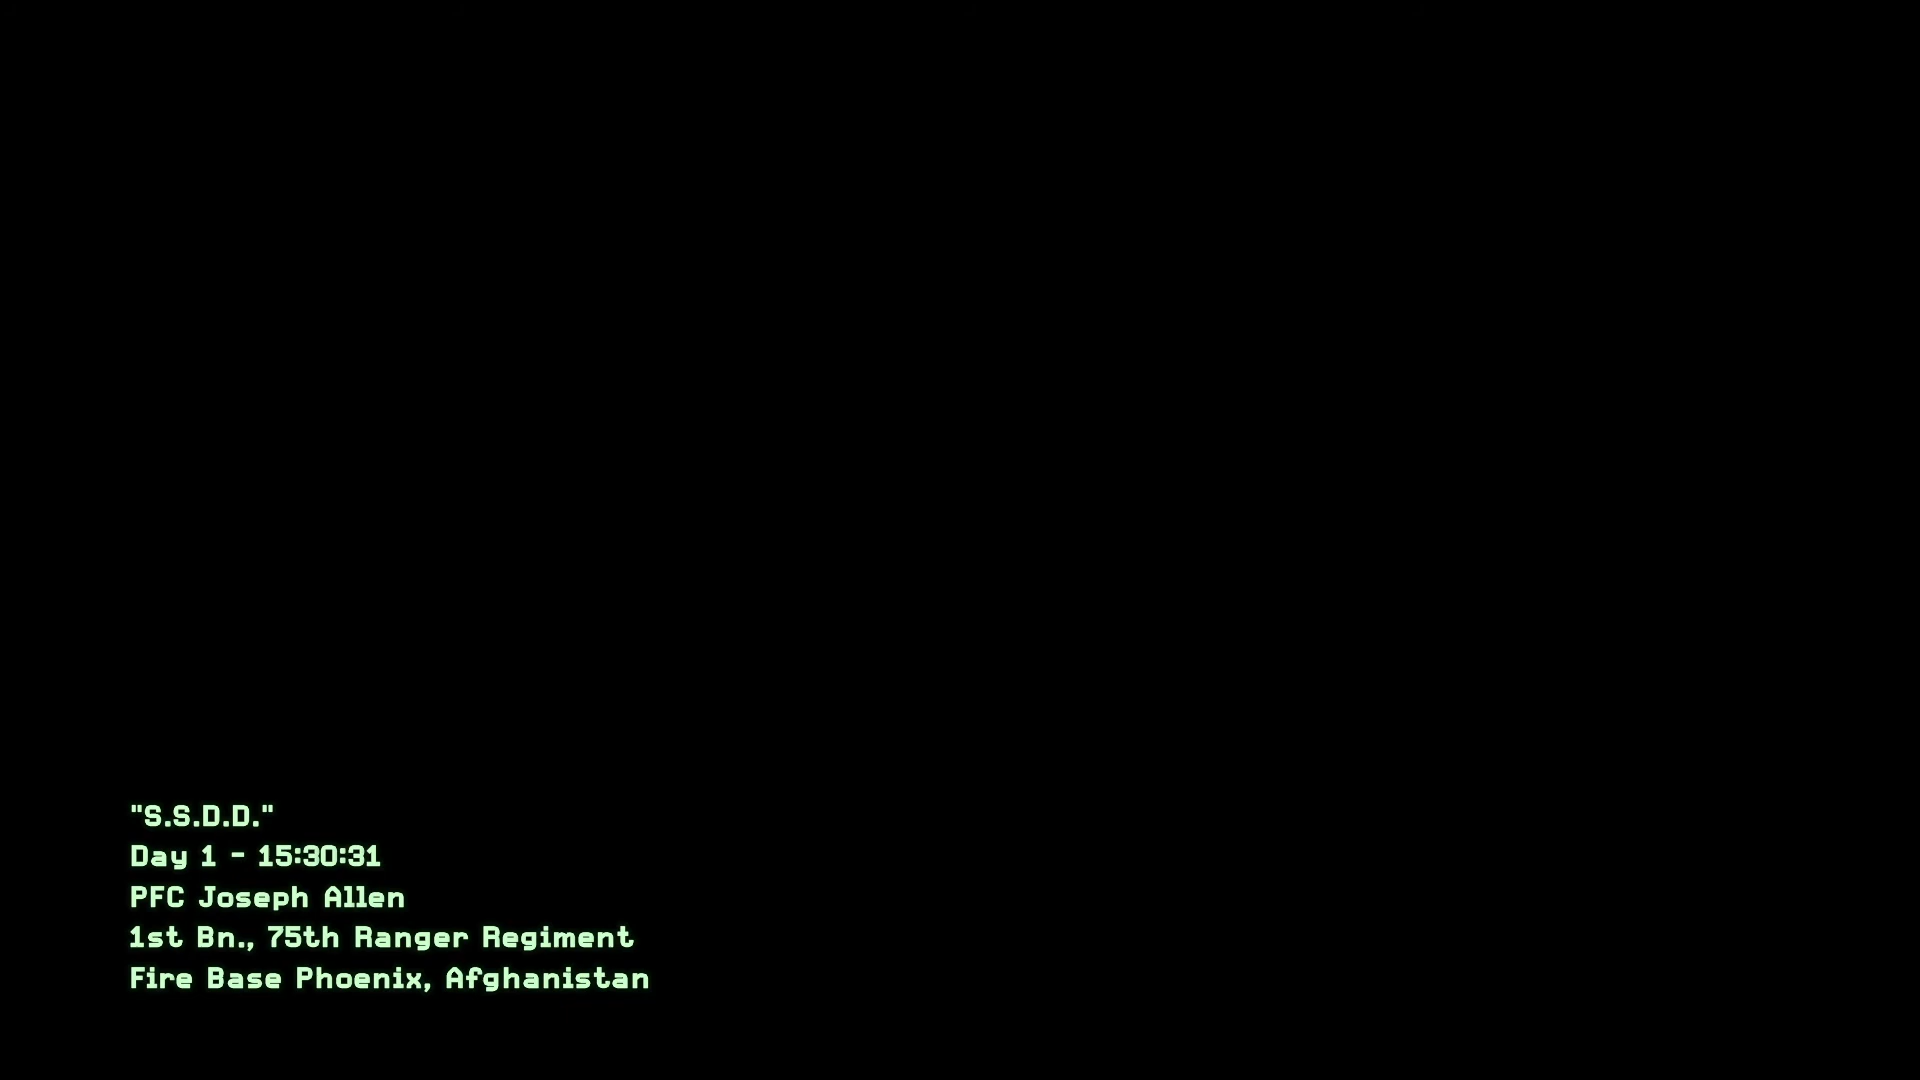 "S.S.D.D."
Day 1 - 15:30:31
PFC Joseph Allen
1st Bn., 75th Ranger Regiment
Fire Base Phoenix, Afghanistan